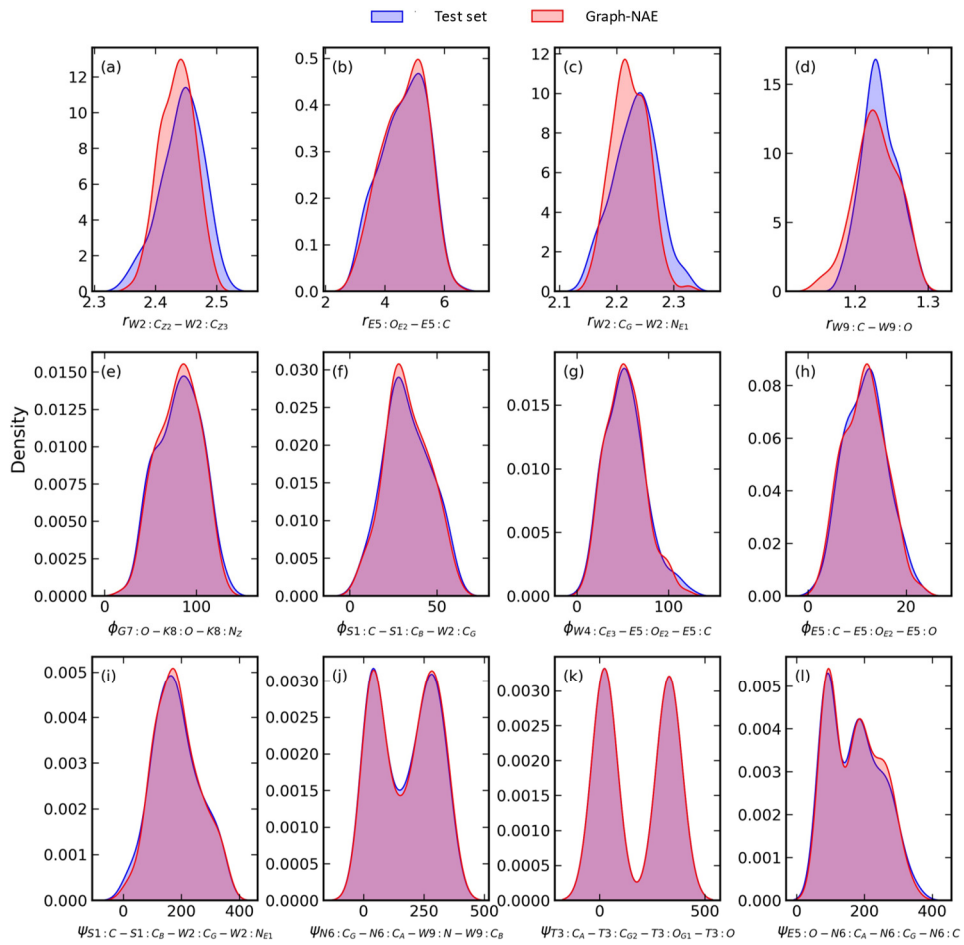 Test set Graph-NAE
(a) (b) (c) (d)
12 0.5 12 15
10 0.4 10
8 0.3 8 10
6 0.2 6
4 0.1 4 5
2 2
0 0.0 0 0
2.3 2.4 2.5 2 4 6 2.1 2.2 2.3 1.2 1.3
r_{W2:C_{Z2}-W2:C_{Z3}} r_{E5:O_{E2}-E5:C} r_{W2:C_G-W2:N_{E1}} r_{W9:C-W9:O}
Density
(e) (f) (g) (h)
0.0150 0.030 0.015 0.08
0.0125 0.025 0.06
0.0100 0.020 0.010
0.0075 0.015 0.04
0.0050 0.010 0.005
0.0025 0.005 0.02
0.0000 0.000 0.000 0.00
0 100 0 50 0 100 0 20
ϕ_{G7:O-K8:O-K8:N_Z} ϕ_{S1:C-S1:C_B-W2:C_G} ϕ_{W4:C_{E3}-E5:O_{E2}-E5:C} ϕ_{E5:C-E5:O_{E2}-E5:O}
(i) (j) (k) (l)
0.005 0.0030 0.0030 0.005
0.004 0.0025 0.0025 0.004
0.003 0.0020 0.0020 0.003
0.002 0.0015 0.0015 0.002
0.001 0.0010 0.0010 0.001
0.0005 0.0005
0.000 0.0000 0.0000 0.000
0 200 400 0 250 500 0 500 0 100 200 300 400
ψ_{S1:C-S1:C_B-W2:C_G-W2:N_{E1}} ψ_{N6:C_G-N6:C_A-W9:N-W9:C_B} ψ_{T3:C_A-T3:C_{G2}-T3:O_{G1}-T3:O} ψ_{E5:O-N6:C_A-N6:C_G-N6:C}